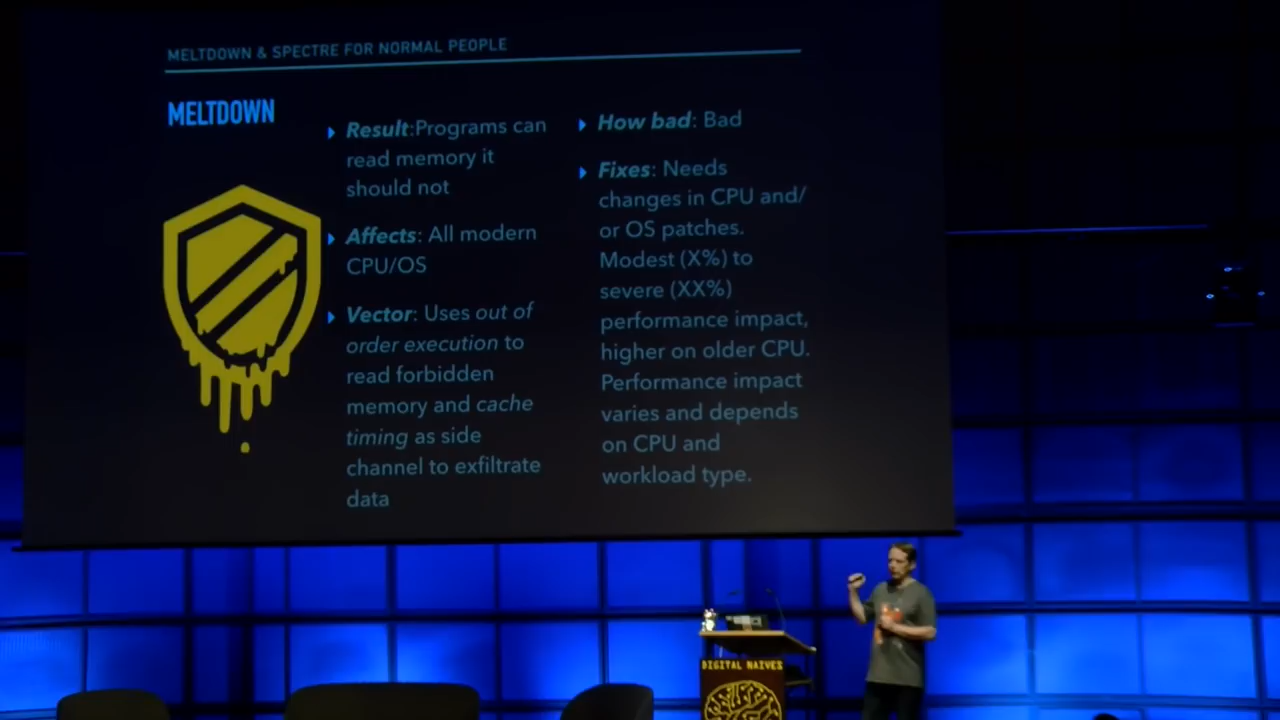 MELTDOWN & SPECTRE FOR NORMAL PEOPLE
MELTDOWN
Result:Programs can
read memory it
should not
Affects: All modern
CPU/OS
Vector: Uses out of
order execution to
read forbidden
memory and cache
timing as side
channel to exfiltrate
data
How bad: Bad
Fixes: Needs
changes in CPU and/
or OS patches.
Modest (X%) to
severe (XX%)
performance impact,
higher on older CPU.
Performance impact
varies and depends
on CPU and
workload type.
DIGITAL NAIVES